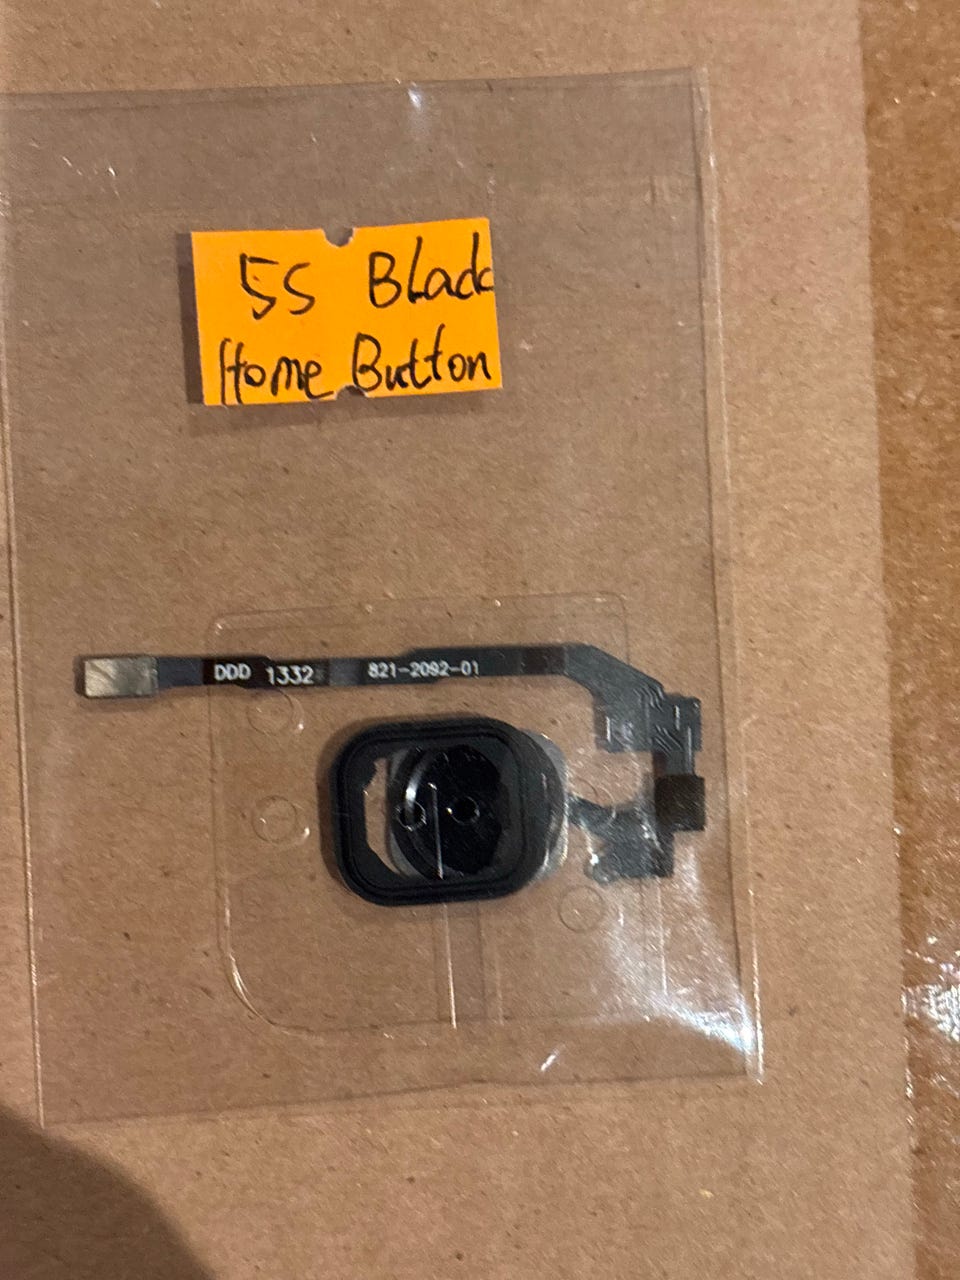 5S Black
Home Button
DDD 1332 821-2092-01